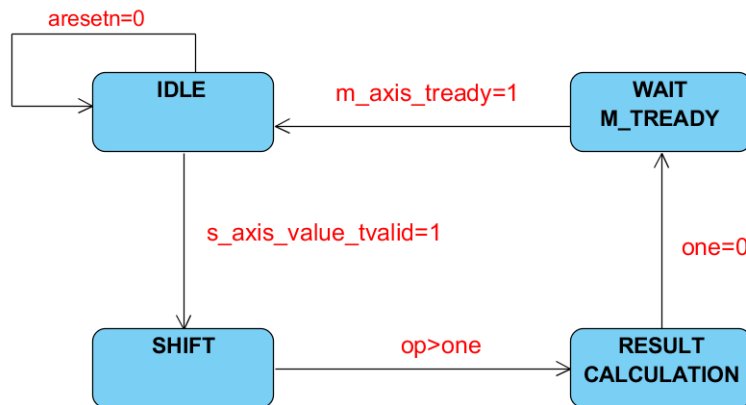 aresetn=0
IDLE
m_axis_tready=1
WAIT
M_TREADY
s_axis_value_tvalid=1
one=0
SHIFT
op>one
RESULT
CALCULATION